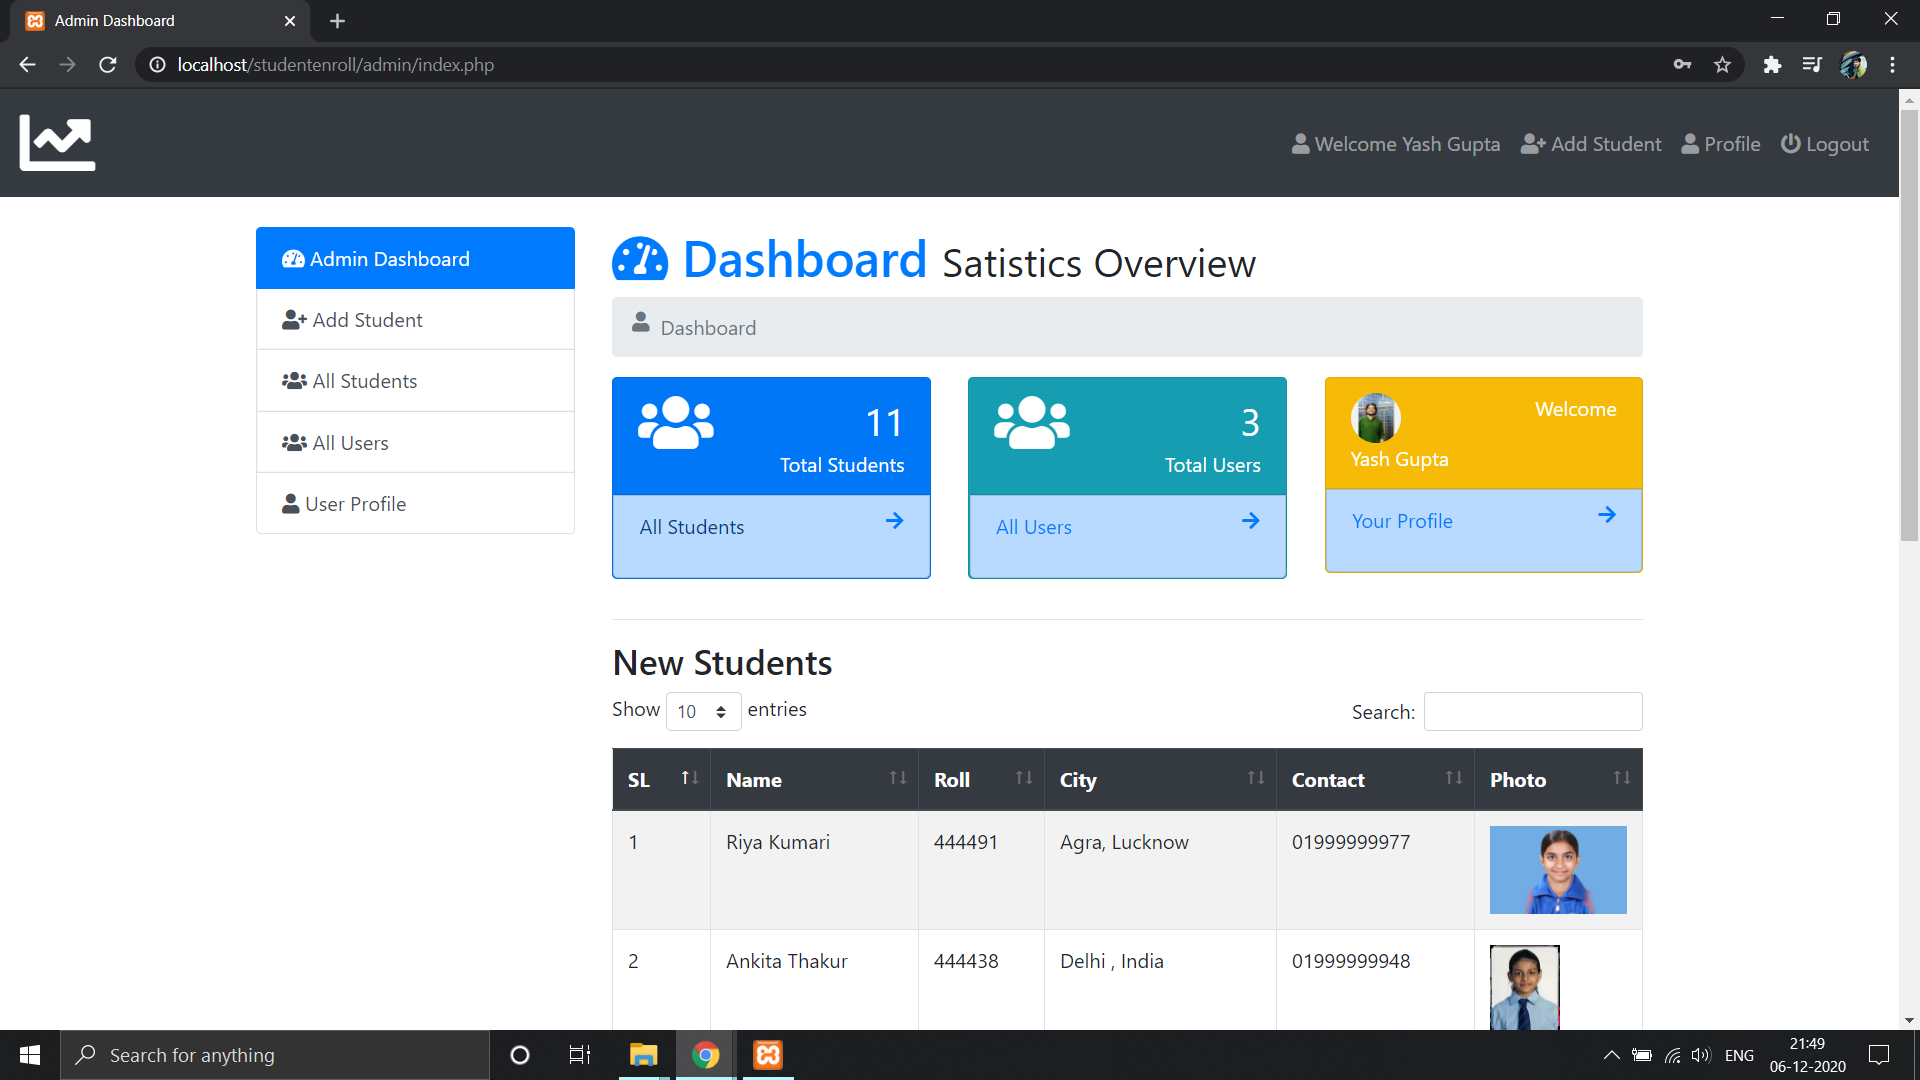 Admin Dashboard
localhost/studentenroll/admin/index.php
Welcome Yash Gupta Add Student Profile Logout
Admin Dashboard
Add Student
All Students
All Users
User Profile
Dashboard Satistics Overview
Dashboard
11
Total Students
All Students
3
Total Users
All Users
Welcome
Yash Gupta
Your Profile
New Students
Show 10 entries
Search:
SL Name Roll City Contact Photo
1 Riya Kumari 444491 Agra, Lucknow 01999999977
2 Ankita Thakur 444438 Delhi , India 01999999948
Search for anything
ENG
21:49
06-12-2020